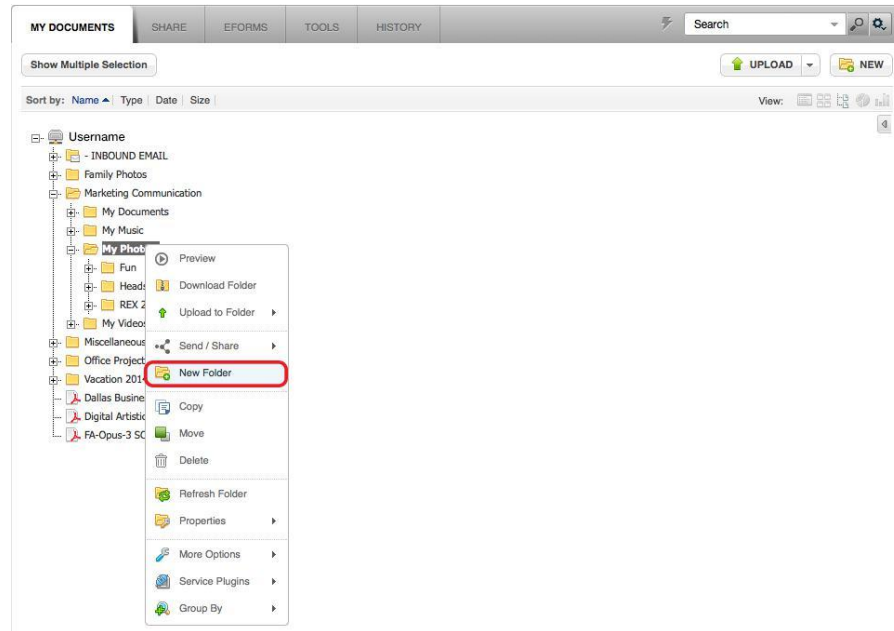 MY DOCUMENTS SHARE EFORMS TOOLS HISTORY Search
Show Multiple Selection UPLOAD NEW
Sort by: Name Type Date Size View:
Username
- INBOUND EMAIL
Family Photos
Marketing Communication
My Documents
My Music
My Phot
Fun
Heads
REX 2
My Videos
Miscellaneous
Office Project
Vacation 2014
Dallas Busine
Digital Artistic
FA-Opus-3 SC
Preview
Download Folder
Upload to Folder
Send / Share
New Folder
Copy
Move
Delete
Refresh Folder
Properties
More Options
Service Plugins
Group By